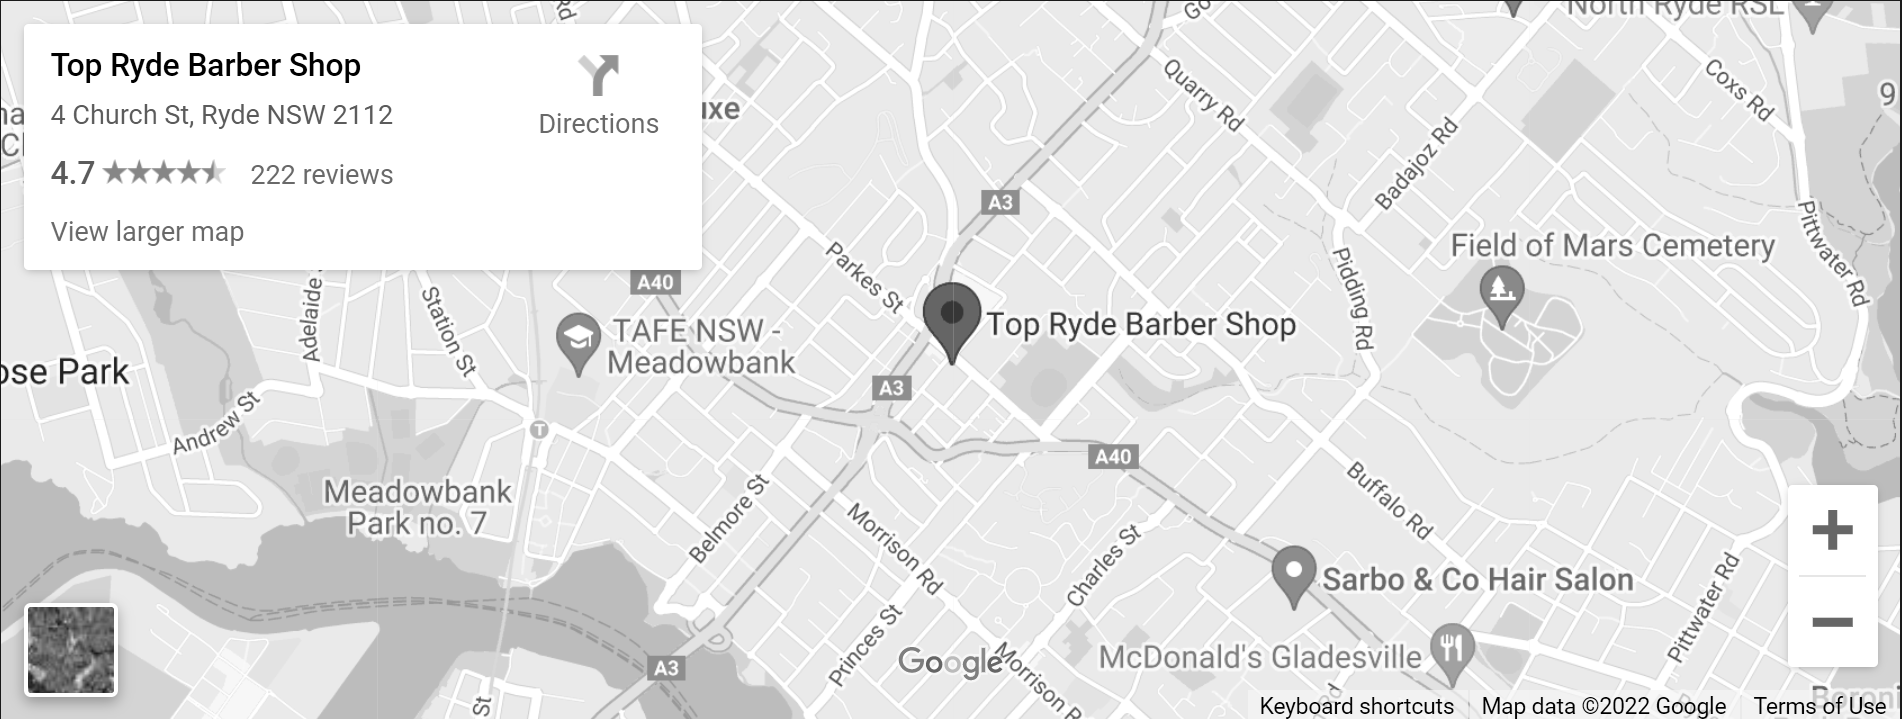 Top Ryde Barber Shop
4 Church St, Ryde NSW 2112
4.7
222 reviews
View larger map
Directions
North Ryde RSL
Quarry Rd
Coxs Rd
Badajoz Rd
A3
Pittwater Rd
Field of Mars Cemetery
Pidding Rd
Parkes St
A40
Adelaide
Station St
TAFE NSW -
Meadowbank
Top Ryde Barber Shop
ose Park
A3
Andrew St
T
A40
Meadowbank
Park no. 7
Belmore St
Buffalo Rd
Morrison Rd
Charles St
Sarbo & Co Hair Salon
Pittwater Rd
Princes St
McDonald's Gladesville
Google
Morrison R
A3
St
Keyboard shortcuts
Map data ©2022 Google
Terms of Use